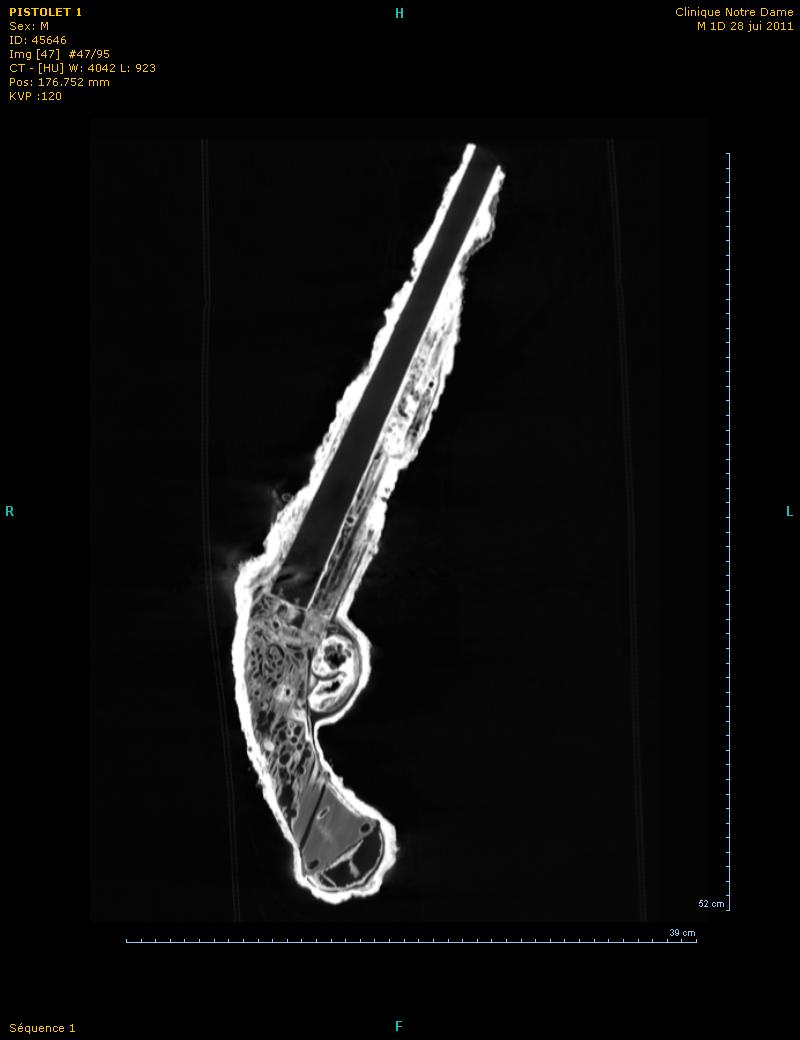 PISTOLET 1
Sex: M
ID: 45646
Img [47] #47/95
CT - [HU] W: 4042 L: 923
Pos: 176.752 mm
KVP :120
H
Clinique Notre Dame
M 1D 28 jui 2011
R
L
52 cm
39 cm
Séquence 1
F